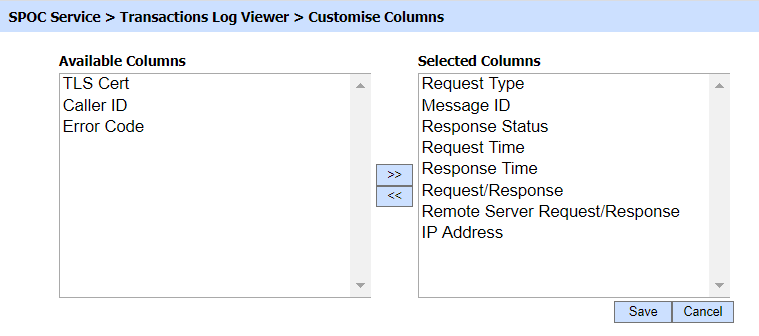 SPOC Service > Transactions Log Viewer > Customise Columns
Available Columns
TLS Cert
Caller ID
Error Code
>>
<<
Selected Columns
Request Type
Message ID
Response Status
Request Time
Response Time
Request/Response
Remote Server Request/Response
IP Address
Save
Cancel